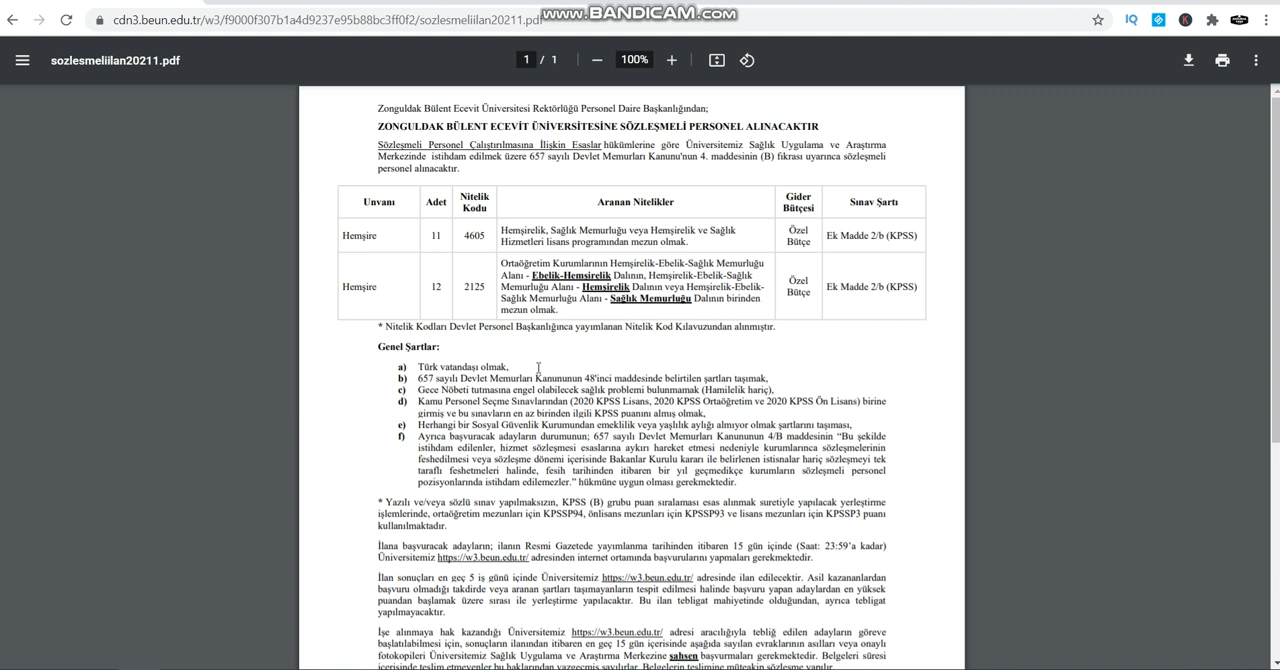 cdn3.beun.edu.tr/w3/f9000f307b1a4d9237e95b88bc3ff0f2/sozlesmeliilan20211.pdf
www.BANDICAM.com
IQ
K
sozlesmeliilan20211.pdf
1 / 1
100%
Zonguldak Bülent Ecevit Üniversitesi Rektörlüğü Personel Daire Başkanlığından;
ZONGULDAK BÜLENT ECEVİT ÜNİVERSİTESİNE SÖZLEŞMELİ PERSONEL ALINACAKTIR
Sözleşmeli Personel Çalıştırılmasına İlişkin Esaslar hükümlerine göre Üniversitemiz Sağlık Uygulama ve Araştırma
Merkezinde istihdam edilmek üzere 657 sayılı Devlet Memurları Kanunu'nun 4. maddesinin (B) fıkrası uyarınca sözleşmeli
personel alınacaktır.
Unvanı Adet Nitelik Kodu Aranan Nitelikler Gider Bütçesi Sınav Şartı
Hemşire 11 4605 Hemşirelik, Sağlık Memurluğu veya Hemşirelik ve Sağlık
Hizmetleri lisans programından mezun olmak. Özel Bütçe Ek Madde 2/b (KPSS)
Hemşire 12 2125 Ortaöğretim Kurumlarının Hemşirelik-Ebelik-Sağlık Memurluğu
Alanı - Ebelik-Hemşirelik Dalının, Hemşirelik-Ebelik-Sağlık
Memurluğu Alanı - Hemşirelik Dalının veya Hemşirelik-Ebelik-
Sağlık Memurluğu Alanı - Sağlık Memurluğu Dalının birinden
mezun olmak. Özel Bütçe Ek Madde 2/b (KPSS)
* Nitelik Kodları Devlet Personel Başkanlığınca yayımlanan Nitelik Kod Kılavuzundan alınmıştır.
Genel Şartlar:
a) Türk vatandaşı olmak,
b) 657 sayılı Devlet Memurları Kanununun 48'inci maddesinde belirtilen şartları taşımak,
c) Gece Nöbeti tutmasına engel olabilecek sağlık problemi bulunmamak (Hamilelik hariç),
d) Kamu Personel Seçme Sınavlarından (2020 KPSS Lisans, 2020 KPSS Ortaöğretim ve 2020 KPSS Ön Lisans) birine
girmiş ve bu sınavların en az birinden ilgili KPSS puanını almış olmak,
e) Herhangi bir Sosyal Güvenlik Kurumundan emeklilik veya yaşlılık aylığı almıyor olmak şartlarını taşıması,
f) Ayrıca başvuracak adayların durumunun; 657 sayılı Devlet Memurları Kanununun 4/B maddesinin “Bu şekilde
istihdam edilenler, hizmet sözleşmesi esaslarına aykırı hareket etmesi nedeniyle kurumlarınca sözleşmelerinin
feshedilmesi veya sözleşme dönemi içerisinde Bakanlar Kurulu kararı ile belirlenen istisnalar hariç sözleşmeyi tek
taraflı feshetmeleri halinde, fesih tarihinden itibaren bir yıl geçmedikçe kurumların sözleşmeli personel
pozisyonlarında istihdam edilemezler.” hükmüne uygun olması gerekmektedir.
* Yazılı ve/veya sözlü sınav yapılmaksızın, KPSS (B) grubu puan sıralaması esas alınmak suretiyle yapılacak yerleştirme
işlemlerinde, ortaöğretim mezunları için KPSSP94, önlisans mezunları için KPSSP93 ve lisans mezunları için KPSSP3 puanı
kullanılmaktadır.
İlana başvuracak adayların; ilanın Resmi Gazetede yayımlanma tarihinden itibaren 15 gün içinde (Saat: 23:59'a kadar)
Üniversitemiz https://w3.beun.edu.tr/ adresinden internet ortamında başvurularını yapmaları gerekmektedir.
İlan sonuçları en geç 5 iş günü içinde Üniversitemiz https://w3.beun.edu.tr/ adresinde ilan edilecektir. Asil kazananlardan
başvuru olmadığı takdirde veya aranan şartları taşımayanların tespit edilmesi halinde başvuru yapan adaylardan en yüksek
puandan başlamak üzere sırası ile yerleştirme yapılacaktır. Bu ilan tebligat mahiyetinde olduğundan, ayrıca tebligat
yapılmayacaktır.
İşe alınmaya hak kazandığı Üniversitemiz https://w3.beun.edu.tr/ adresi aracılığıyla tebliğ edilen adayların göreve
başlatılabilmesi için, sonuçların ilanından itibaren en geç 15 gün içerisinde aşağıda sayılan evraklarının asılları veya onaylı
fotokopileri Üniversitemiz Sağlık Uygulama ve Araştırma Merkezine şahsen başvurmaları gerekmektedir. Belgeleri süresi
içerisinde teslim etmeyenler bu haklarından vazgeçmiş sayılırlar. Belgelerin teslimine müteakip sözleşme yapılır.